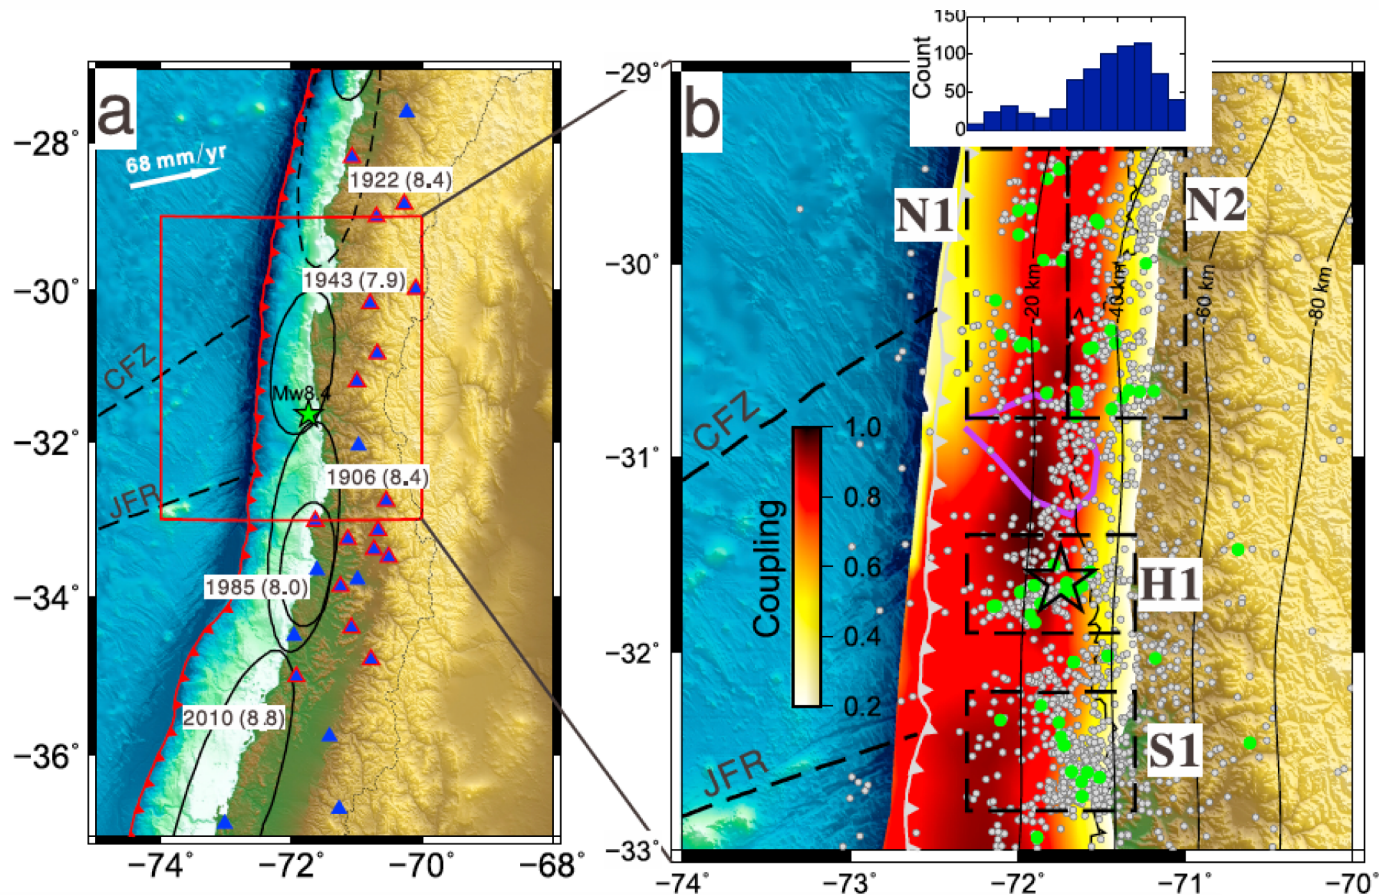 a
68 mm/yr
1922 (8.4)
1943 (7.9)
Mw8.4
1906 (8.4)
1985 (8.0)
2010 (8.8)
CFZ
JFR
−28˚
−30˚
−32˚
−34˚
−36˚
−74˚
−72˚
−70˚
−68˚
150
100
50
0
Count
b
N1
N2
-20 km
-40 km
-60 km
-80 km
CFZ
Coupling
1.0
0.8
0.6
0.4
0.2
H1
S1
JFR
−29˚
−30˚
−31˚
−32˚
−33˚
−74˚
−73˚
−72˚
−71˚
−70˚